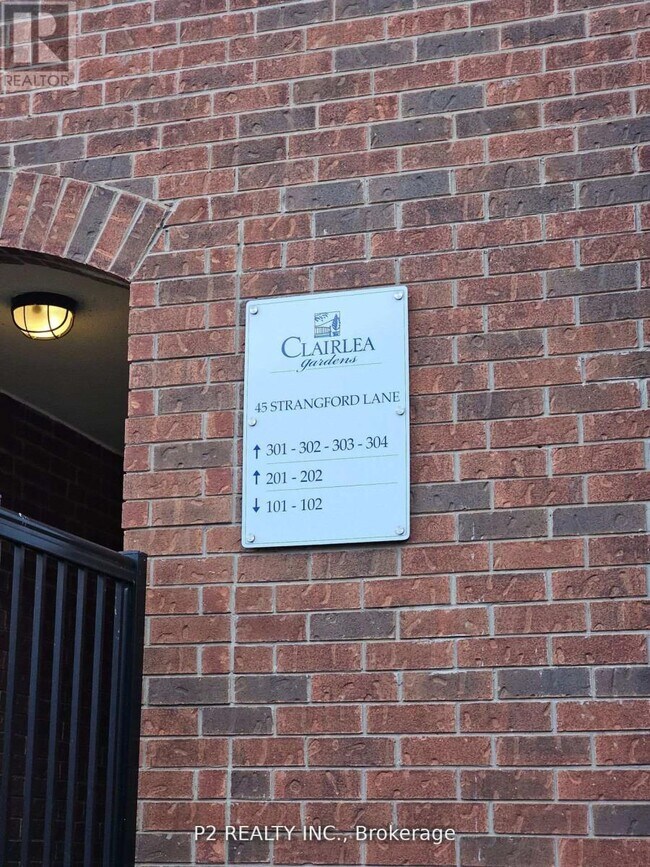 R
REALTOR
CLAIRLEA
gardens
45 STRANGFORD LANE
↑ 301 - 302 - 303 - 304
↑ 201 - 202
↓ 101 - 102
P2 REALTY INC., Brokerage